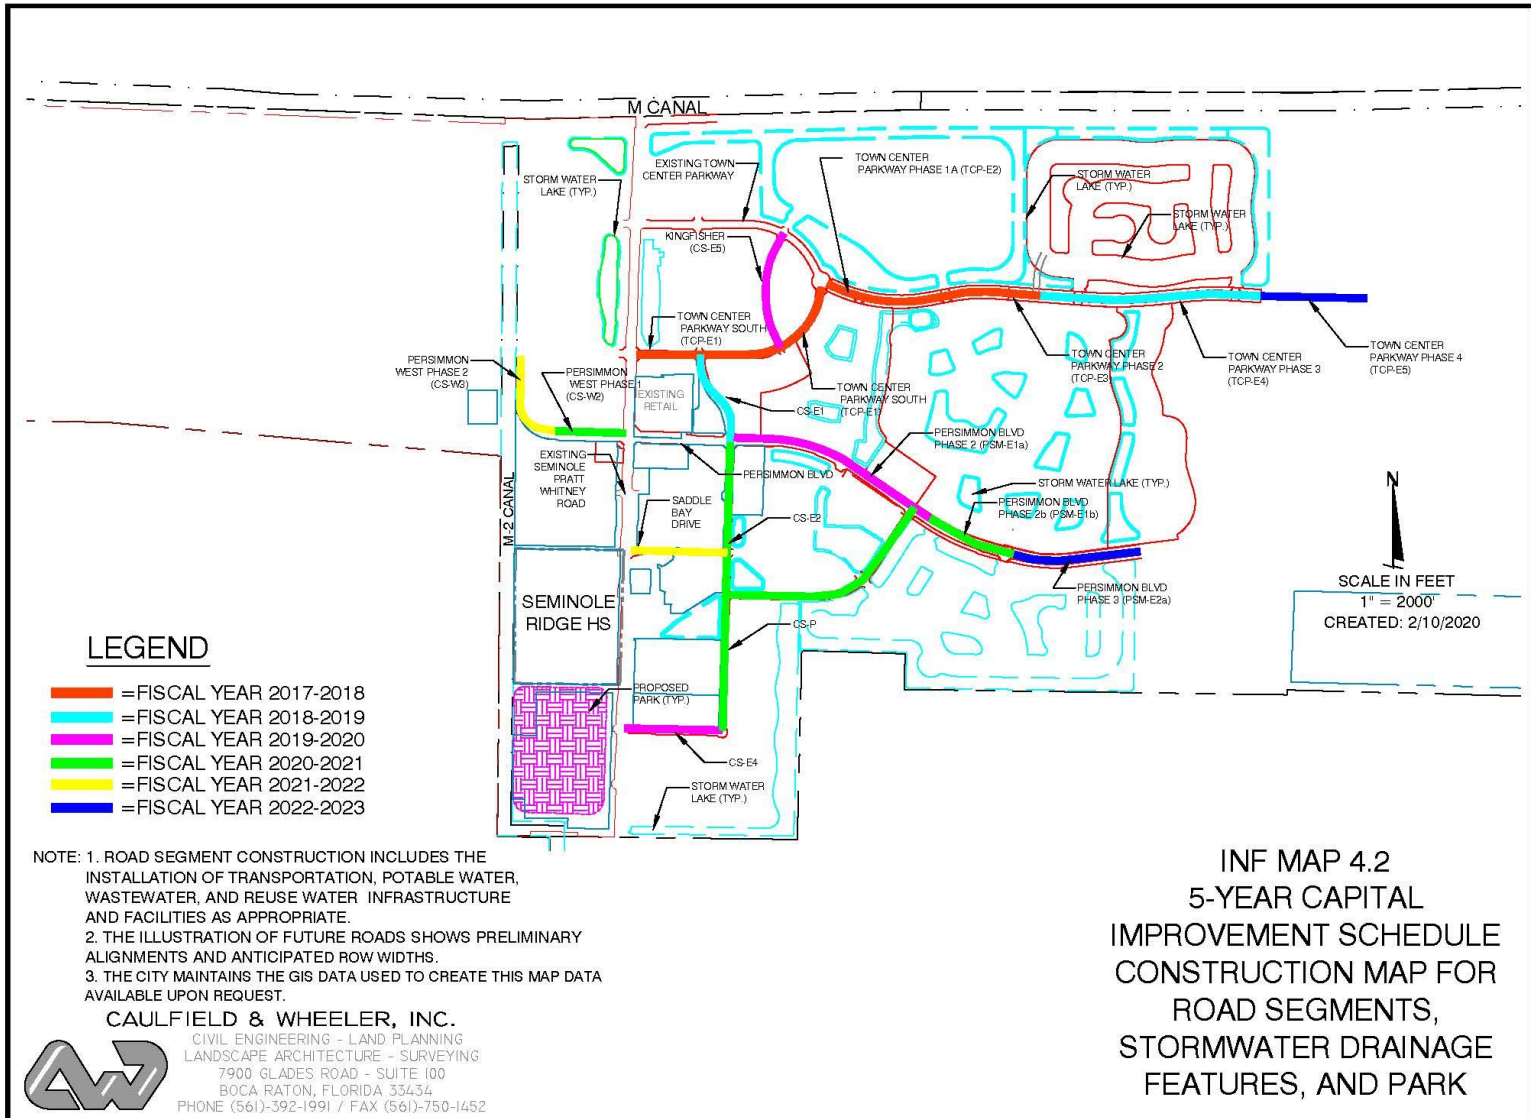 M CANAL
EXISTING TOWN
CENTER PARKWAY
TOWN CENTER
PARKWAY PHASE 1A (TCP-E2)
STORM WATER
LAKE (TYP.)
STORM WATER
LAKE (TYP.)
STORM WATER
LAKE (TYP.)
KINGFISHER
(CS-E5)
TOWN CENTER
PARKWAY SOUTH
(TCP-E1)
PERSIMMON
WEST PHASE 2
(CS-W3)
PERSIMMON
WEST PHASE 1
(CS-W2)
EXISTING
RETAIL
TOWN CENTER
PARKWAY SOUTH
(TCP-E1)
TOWN CENTER
PARKWAY PHASE 2
(TCP-E3)
TOWN CENTER
PARKWAY PHASE 3
(TCP-E4)
TOWN CENTER
PARKWAY PHASE 4
(TCP-E5)
CS-E1
PERSIMMON BLVD
PHASE 2 (PSM-E1a)
EXISTING
SEMINOLE
PRATT
WHITNEY
ROAD
PERSIMMON BLVD
M-2 CANAL
SADDLE
BAY
DRIVE
CS-E2
STORM WATER LAKE (TYP.)
PERSIMMON BLVD
PHASE 2b (PSM-E1b)
N
SCALE IN FEET
1" = 2000'
CREATED: 2/10/2020
SEMINOLE
RIDGE HS
PERSIMMON BLVD
PHASE 3 (PSM-E2a)
CS-P
PROPOSED
PARK (TYP.)
CS-E4
STORM WATER
LAKE (TYP.)
LEGEND
=FISCAL YEAR 2017-2018
=FISCAL YEAR 2018-2019
=FISCAL YEAR 2019-2020
=FISCAL YEAR 2020-2021
=FISCAL YEAR 2021-2022
=FISCAL YEAR 2022-2023
NOTE: 1. ROAD SEGMENT CONSTRUCTION INCLUDES THE
INSTALLATION OF TRANSPORTATION, POTABLE WATER,
WASTEWATER, AND REUSE WATER INFRASTRUCTURE
AND FACILITIES AS APPROPRIATE.
2. THE ILLUSTRATION OF FUTURE ROADS SHOWS PRELIMINARY
ALIGNMENTS AND ANTICIPATED ROW WIDTHS.
3. THE CITY MAINTAINS THE GIS DATA USED TO CREATE THIS MAP DATA
AVAILABLE UPON REQUEST.
CAULFIELD & WHEELER, INC.
CIVIL ENGINEERING - LAND PLANNING
LANDSCAPE ARCHITECTURE - SURVEYING
7900 GLADES ROAD - SUITE 100
BOCA RATON, FLORIDA 33434
PHONE (561)-392-1991 / FAX (561)-750-1452
INF MAP 4.2
5-YEAR CAPITAL
IMPROVEMENT SCHEDULE
CONSTRUCTION MAP FOR
ROAD SEGMENTS,
STORMWATER DRAINAGE
FEATURES, AND PARK